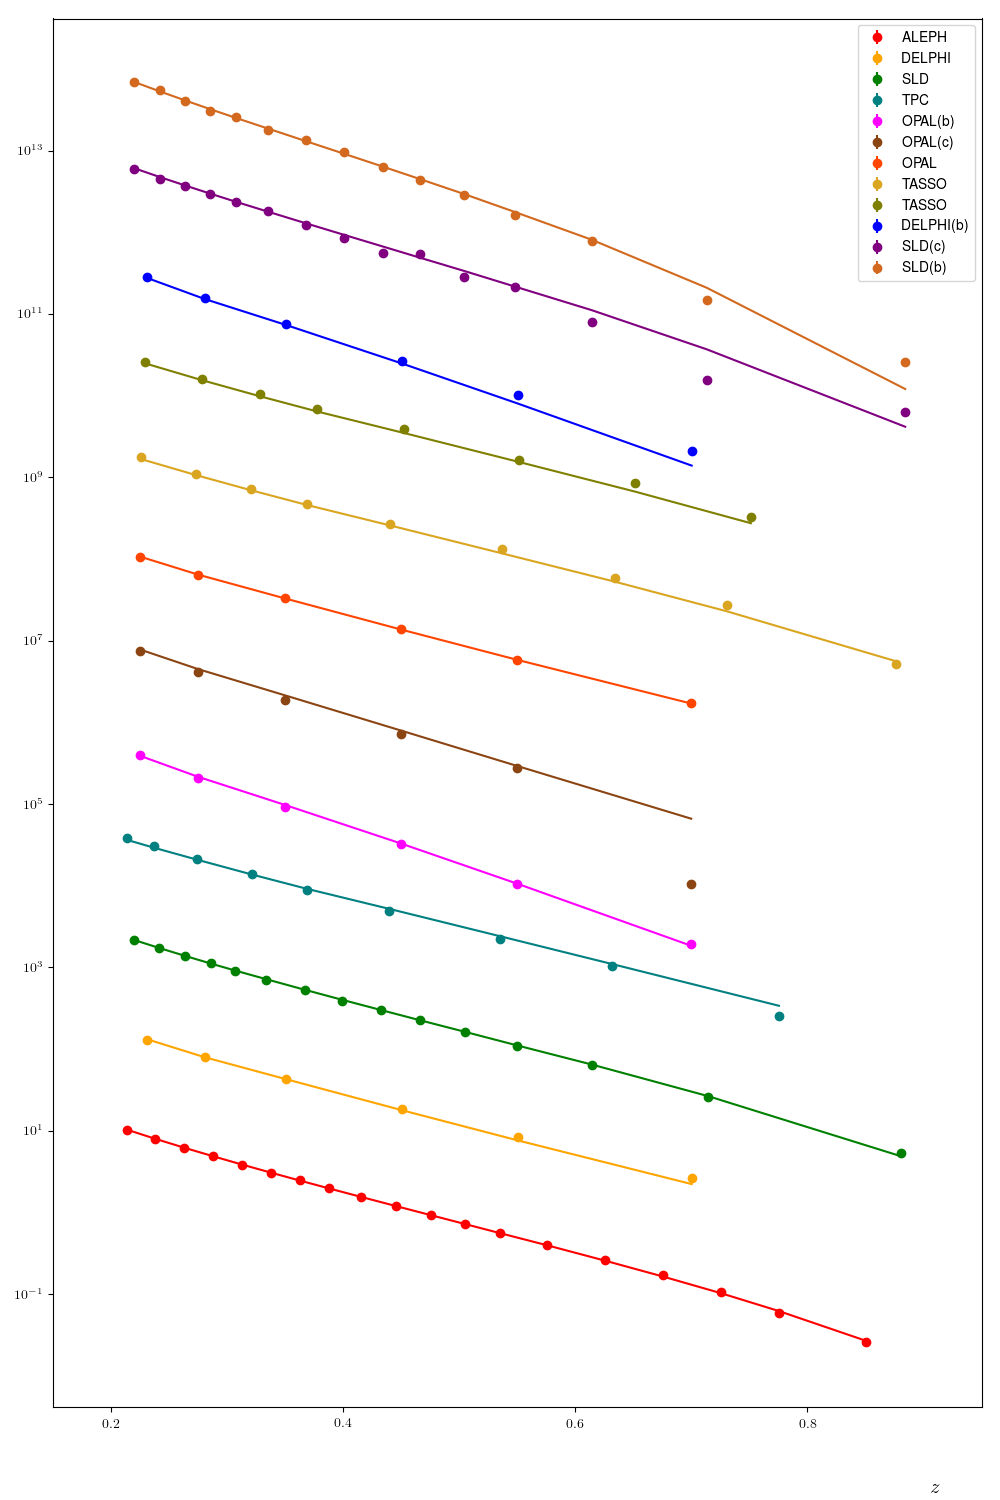 ALEPH
DELPHI
SLD
TPC
OPAL(b)
OPAL(c)
OPAL
TASSO
TASSO
DELPHI(b)
SLD(c)
SLD(b)
10^13
10^11
10^9
10^7
10^5
10^3
10^1
10^−1
0.2 0.4 0.6 0.8
z